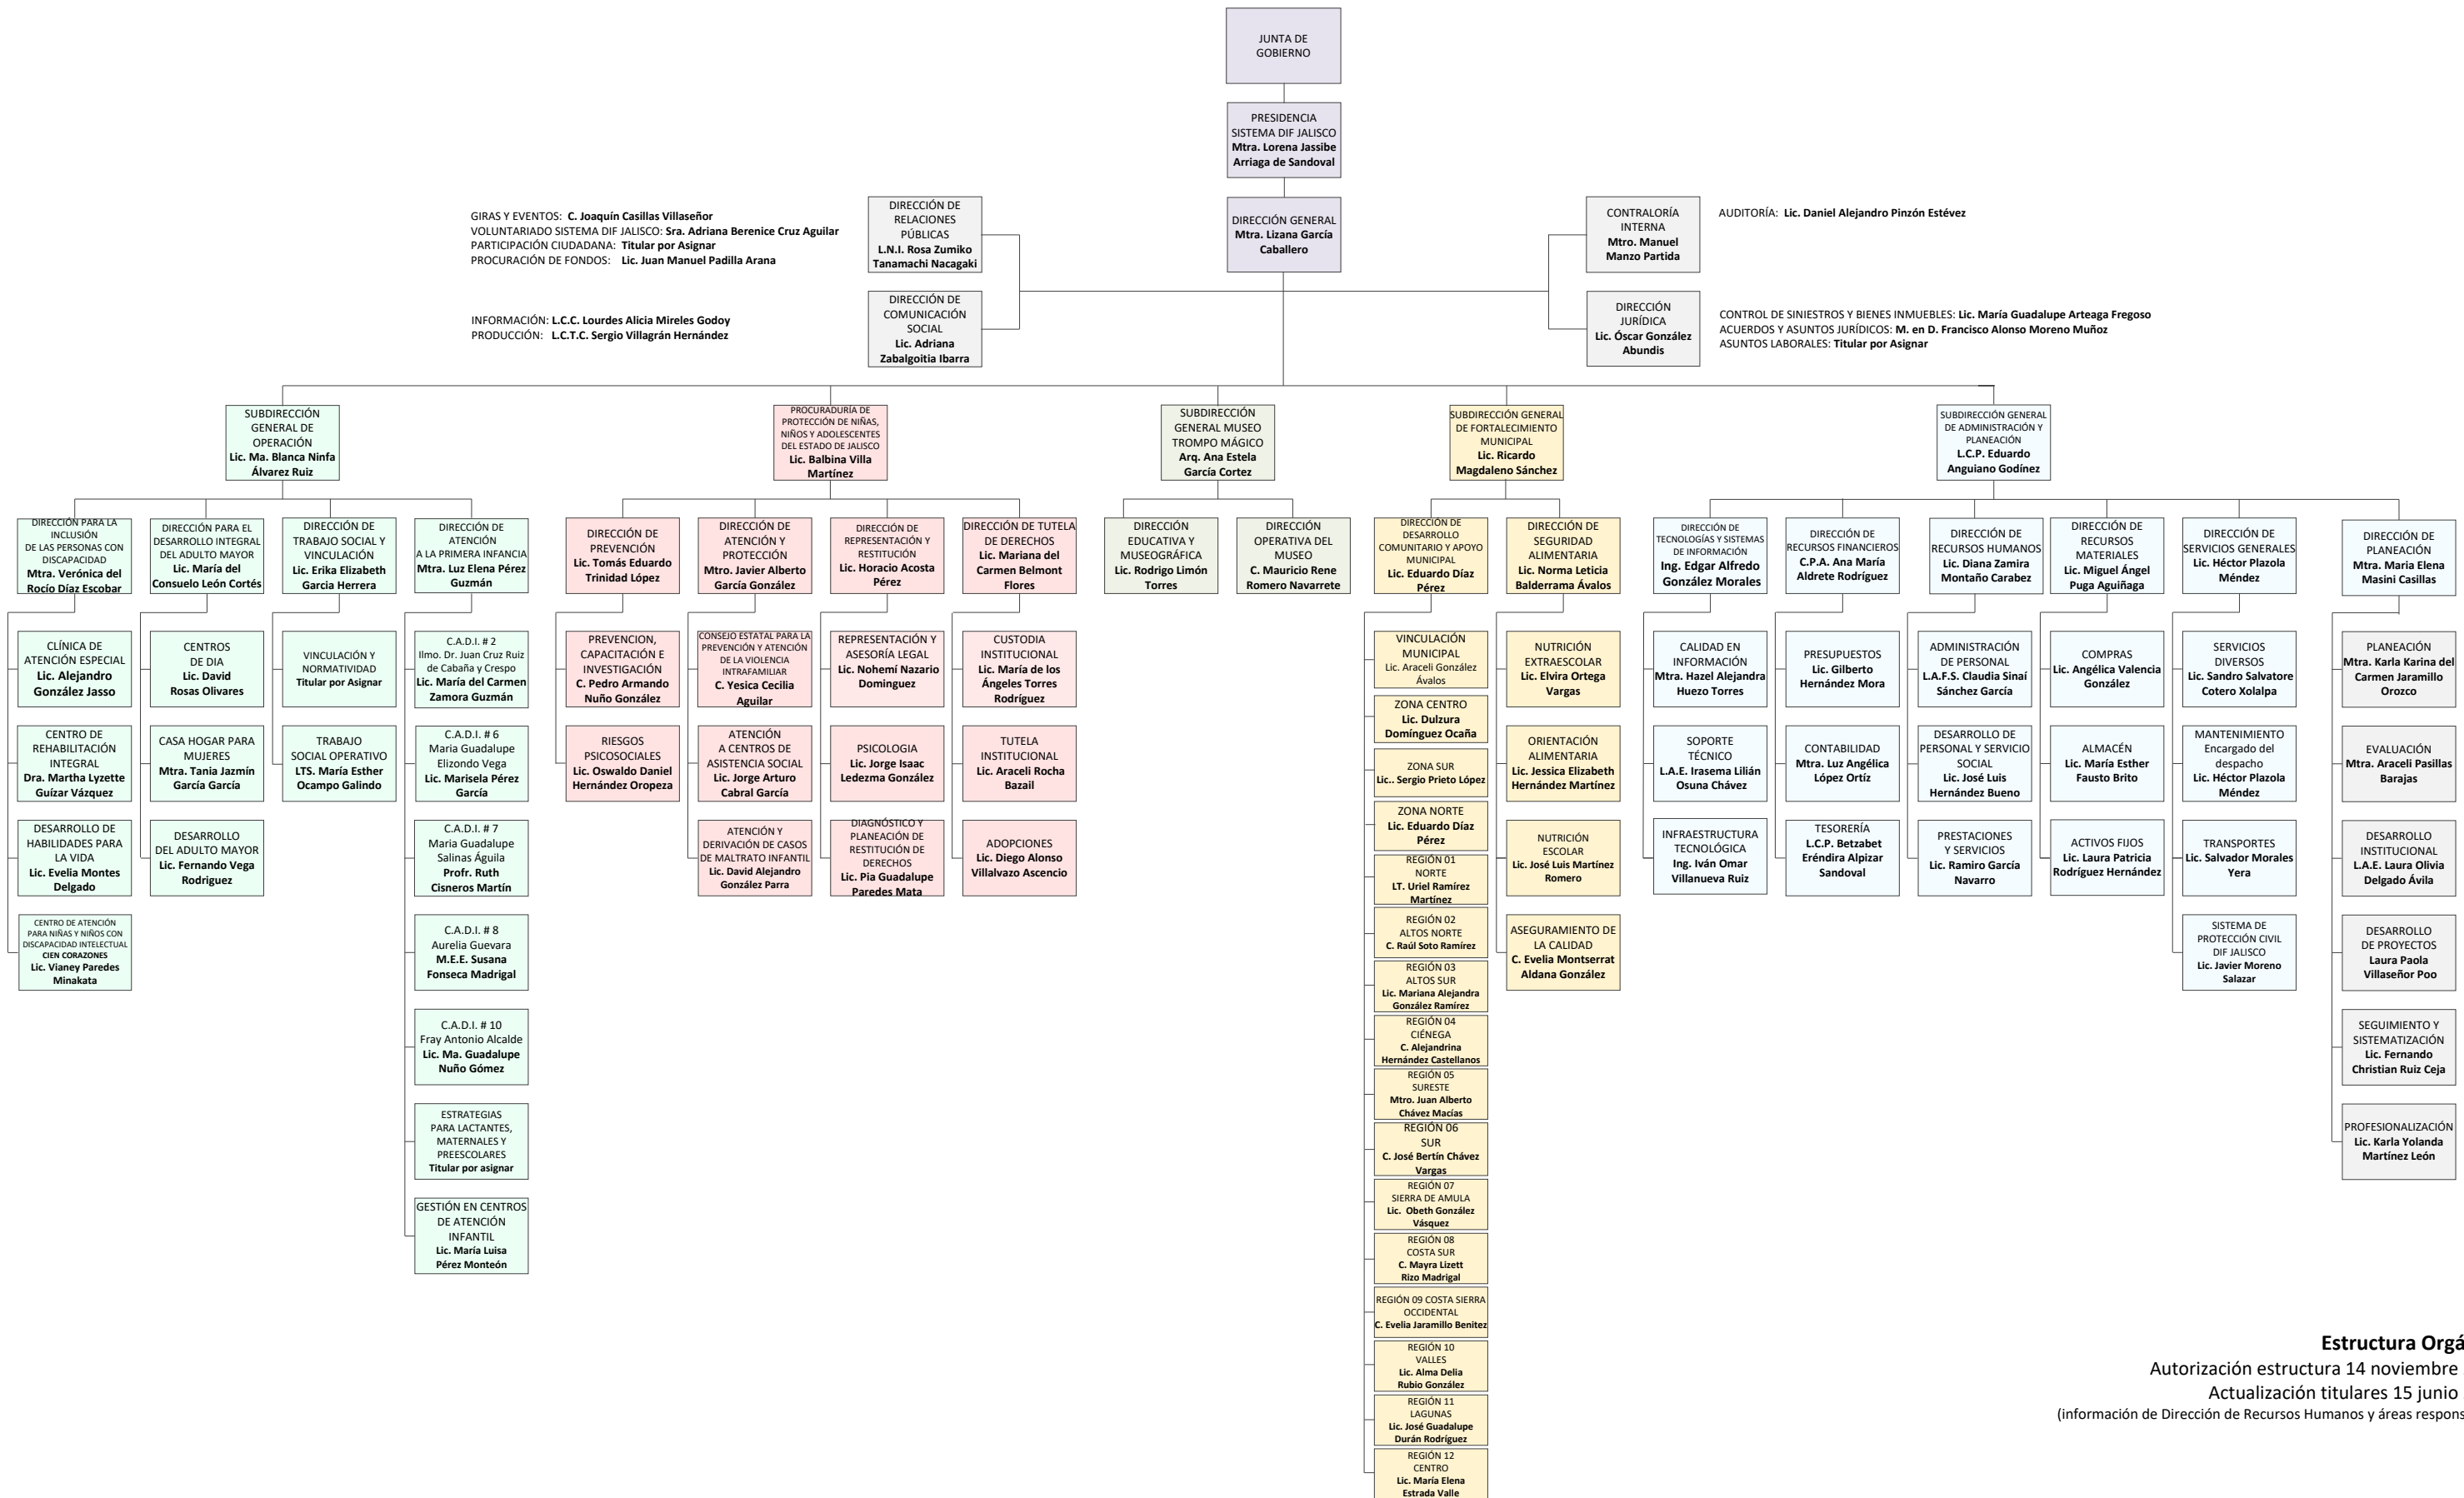 JUNTA DE
GOBIERNO
PRESIDENCIA
SISTEMA DIF JALISCO
Mtra. Lorena Jassibe
Arriaga de Sandoval
GIRAS Y EVENTOS: C. Joaquín Casillas Villaseñor
VOLUNTARIADO SISTEMA DIF JALISCO: Sra. Adriana Berenice Cruz Aguilar
PARTICIPACIÓN CIUDADANA: Titular por Asignar
PROCURACIÓN DE FONDOS: Lic. Juan Manuel Padilla Arana
DIRECCIÓN DE
RELACIONES
PÚBLICAS
L.N.I. Rosa Zumiko
Tanamachi Nacagaki
DIRECCIÓN GENERAL
Mtra. Lizana García
Caballero
CONTRALORÍA
INTERNA
Mtro. Manuel
Manzo Partida
AUDITORÍA: Lic. Daniel Alejandro Pinzón Estévez
INFORMACIÓN: L.C.C. Lourdes Alicia Mireles Godoy
PRODUCCIÓN: L.C.T.C. Sergio Villagrán Hernández
DIRECCIÓN DE
COMUNICACIÓN
SOCIAL
Lic. Adriana
Zabalgoitia Ibarra
DIRECCIÓN
JURÍDICA
Lic. Óscar González
Abundis
CONTROL DE SINIESTROS Y BIENES INMUEBLES: Lic. María Guadalupe Arteaga Fregoso
ACUERDOS Y ASUNTOS JURÍDICOS: M. en D. Francisco Alonso Moreno Muñoz
ASUNTOS LABORALES: Titular por Asignar
SUBDIRECCIÓN
GENERAL DE
OPERACIÓN
Lic. Ma. Blanca Ninfa
Álvarez Ruiz
PROCURADURÍA DE
PROTECCIÓN DE NIÑAS,
NIÑOS Y ADOLESCENTES
DEL ESTADO DE JALISCO
Lic. Balbina Villa
Martínez
SUBDIRECCIÓN
GENERAL MUSEO
TROMPO MÁGICO
Arq. Ana Estela
García Cortez
SUBDIRECCIÓN GENERAL
DE FORTALECIMIENTO
MUNICIPAL
Lic. Ricardo
Magdaleno Sánchez
SUBDIRECCIÓN GENERAL
DE ADMINISTRACIÓN Y
PLANEACIÓN
L.C.P. Eduardo
Anguiano Godínez
DIRECCIÓN PARA LA
INCLUSIÓN
DE LAS PERSONAS CON
DISCAPACIDAD
Mtra. Verónica del
Rocío Díaz Escobar
DIRECCIÓN PARA EL
DESARROLLO INTEGRAL
DEL ADULTO MAYOR
Lic. María del
Consuelo León Cortés
DIRECCIÓN DE
TRABAJO SOCIAL Y
VINCULACIÓN
Lic. Erika Elizabeth
Garcia Herrera
DIRECCIÓN DE
ATENCIÓN
A LA PRIMERA INFANCIA
Mtra. Luz Elena Pérez
Guzmán
DIRECCIÓN DE
PREVENCIÓN
Lic. Tomás Eduardo
Trinidad López
DIRECCIÓN DE
ATENCIÓN Y
PROTECCIÓN
Mtro. Javier Alberto
García González
DIRECCIÓN DE
REPRESENTACIÓN Y
RESTITUCIÓN
Lic. Horacio Acosta
Pérez
DIRECCIÓN DE TUTELA
DE DERECHOS
Lic. Mariana del
Carmen Belmont
Flores
DIRECCIÓN
EDUCATIVA Y
MUSEOGRÁFICA
Lic. Rodrigo Limón
Torres
DIRECCIÓN
OPERATIVA DEL
MUSEO
C. Mauricio Rene
Romero Navarrete
DIRECCIÓN DE
DESARROLLO
COMUNITARIO Y APOYO
MUNICIPAL
Lic. Eduardo Díaz
Pérez
DIRECCIÓN DE
SEGURIDAD
ALIMENTARIA
Lic. Norma Leticia
Balderrama Ávalos
DIRECCIÓN DE
TECNOLOGÍAS Y SISTEMAS
DE INFORMACIÓN
Ing. Edgar Alfredo
González Morales
DIRECCIÓN DE
RECURSOS FINANCIEROS
C.P.A. Ana María
Aldrete Rodríguez
DIRECCIÓN DE
RECURSOS HUMANOS
Lic. Diana Zamira
Montaño Carabez
DIRECCIÓN DE
RECURSOS
MATERIALES
Lic. Miguel Ángel
Puga Aguiñaga
DIRECCIÓN DE
SERVICIOS GENERALES
Lic. Héctor Plazola
Méndez
DIRECCIÓN DE
PLANEACIÓN
Mtra. Maria Elena
Masini Casillas
CLÍNICA DE
ATENCIÓN ESPECIAL
Lic. Alejandro
González Jasso
CENTRO DE
REHABILITACIÓN
INTEGRAL
Dra. Martha Lyzette
Guízar Vázquez
DESARROLLO DE
HABILIDADES PARA
LA VIDA
Lic. Evelia Montes
Delgado
CENTRO DE ATENCIÓN
PARA NIÑAS Y NIÑOS CON
DISCAPACIDAD INTELECTUAL
CIEN CORAZONES
Lic. Vianey Paredes
Minakata
CENTROS
DE DIA
Lic. David
Rosas Olivares
CASA HOGAR PARA
MUJERES
Mtra. Tania Jazmín
García García
DESARROLLO
DEL ADULTO MAYOR
Lic. Fernando Vega
Rodriguez
VINCULACIÓN Y
NORMATIVIDAD
Titular por Asignar
TRABAJO
SOCIAL OPERATIVO
LTS. María Esther
Ocampo Galindo
C.A.D.I. # 2
Ilmo. Dr. Juan Cruz Ruiz
de Cabaña y Crespo
Lic. María del Carmen
Zamora Guzmán
C.A.D.I. # 6
Maria Guadalupe
Elizondo Vega
Lic. Marisela Pérez
García
C.A.D.I. # 7
Maria Guadalupe
Salinas Águila
Profr. Ruth
Cisneros Martín
C.A.D.I. # 8
Aurelia Guevara
M.E.E. Susana
Fonseca Madrigal
C.A.D.I. # 10
Fray Antonio Alcalde
Lic. Ma. Guadalupe
Nuño Gómez
ESTRATEGIAS
PARA LACTANTES,
MATERNALES Y
PREESCOLARES
Titular por asignar
GESTIÓN EN CENTROS
DE ATENCIÓN
INFANTIL
Lic. María Luisa
Pérez Monteón
PREVENCION,
CAPACITACIÓN E
INVESTIGACIÓN
C. Pedro Armando
Nuño González
RIESGOS
PSICOSOCIALES
Lic. Oswaldo Daniel
Hernández Oropeza
CONSEJO ESTATAL PARA LA
PREVENCIÓN Y ATENCIÓN
DE LA VIOLENCIA
INTRAFAMILIAR
C. Yesica Cecilia
Aguilar
ATENCIÓN
A CENTROS DE
ASISTENCIA SOCIAL
Lic. Jorge Arturo
Cabral García
ATENCIÓN Y
DERIVACIÓN DE CASOS
DE MALTRATO INFANTIL
Lic. David Alejandro
González Parra
REPRESENTACIÓN Y
ASESORÍA LEGAL
Lic. Nohemí Nazario
Dominguez
PSICOLOGIA
Lic. Jorge Isaac
Ledezma González
DIAGNÓSTICO Y
PLANEACIÓN DE
RESTITUCIÓN DE
DERECHOS
Lic. Pia Guadalupe
Paredes Mata
CUSTODIA
INSTITUCIONAL
Lic. María de los
Ángeles Torres
Rodríguez
TUTELA
INSTITUCIONAL
Lic. Araceli Rocha
Bazail
ADOPCIONES
Lic. Diego Alonso
Villalvazo Ascencio
VINCULACIÓN
MUNICIPAL
Lic. Araceli González
Ávalos
ZONA CENTRO
Lic. Dulzura
Domínguez Ocaña
ZONA SUR
Lic.. Sergio Prieto López
ZONA NORTE
Lic. Eduardo Díaz
Pérez
REGIÓN 01
NORTE
LT. Uriel Ramírez
Martínez
REGIÓN 02
ALTOS NORTE
C. Raúl Soto Ramírez
REGIÓN 03
ALTOS SUR
Lic. Mariana Alejandra
González Ramírez
REGIÓN 04
CIÉNEGA
C. Alejandrina
Hernández Castellanos
REGIÓN 05
SURESTE
Mtro. Juan Alberto
Chávez Macías
REGIÓN 06
SUR
C. José Bertín Chávez
Vargas
REGIÓN 07
SIERRA DE AMULA
Lic. Obeth González
Vásquez
REGIÓN 08
COSTA SUR
C. Mayra Lizett
Rizo Madrigal
REGIÓN 09 COSTA SIERRA
OCCIDENTAL
C. Evelia Jaramillo Benitez
REGIÓN 10
VALLES
Lic. Alma Delia
Rubio González
REGIÓN 11
LAGUNAS
Lic. José Guadalupe
Durán Rodríguez
REGIÓN 12
CENTRO
Lic. María Elena
Estrada Valle
NUTRICIÓN
EXTRAESCOLAR
Lic. Elvira Ortega
Vargas
ORIENTACIÓN
ALIMENTARIA
Lic. Jessica Elizabeth
Hernández Martínez
NUTRICIÓN
ESCOLAR
Lic. José Luis Martínez
Romero
ASEGURAMIENTO DE
LA CALIDAD
C. Evelia Montserrat
Aldana González
CALIDAD EN
INFORMACIÓN
Mtra. Hazel Alejandra
Huezo Torres
SOPORTE
TÉCNICO
L.A.E. Irasema Lilián
Osuna Chávez
INFRAESTRUCTURA
TECNOLÓGICA
Ing. Iván Omar
Villanueva Ruiz
PRESUPUESTOS
Lic. Gilberto
Hernández Mora
CONTABILIDAD
Mtra. Luz Angélica
López Ortíz
TESORERÍA
L.C.P. Betzabet
Eréndira Alpizar
Sandoval
ADMINISTRACIÓN
DE PERSONAL
L.A.F.S. Claudia Sinaí
Sánchez García
DESARROLLO DE
PERSONAL Y SERVICIO
SOCIAL
Lic. José Luis
Hernández Bueno
PRESTACIONES
Y SERVICIOS
Lic. Ramiro García
Navarro
COMPRAS
Lic. Angélica Valencia
González
ALMACÉN
Lic. María Esther
Fausto Brito
ACTIVOS FIJOS
Lic. Laura Patricia
Rodríguez Hernández
SERVICIOS
DIVERSOS
Lic. Sandro Salvatore
Cotero Xolalpa
MANTENIMIENTO
Encargado del
despacho
Lic. Héctor Plazola
Méndez
TRANSPORTES
Lic. Salvador Morales
Yera
SISTEMA DE
PROTECCIÓN CIVIL
DIF JALISCO
Lic. Javier Moreno
Salazar
PLANEACIÓN
Mtra. Karla Karina del
Carmen Jaramillo
Orozco
EVALUACIÓN
Mtra. Araceli Pasillas
Barajas
DESARROLLO
INSTITUCIONAL
L.A.E. Laura Olivia
Delgado Ávila
DESARROLLO
DE PROYECTOS
Laura Paola
Villaseñor Poo
SEGUIMIENTO Y
SISTEMATIZACIÓN
Lic. Fernando
Christian Ruiz Ceja
PROFESIONALIZACIÓN
Lic. Karla Yolanda
Martínez León
Estructura Orgá
Autorización estructura 14 noviembre
Actualización titulares 15 junio
(información de Dirección de Recursos Humanos y áreas respons